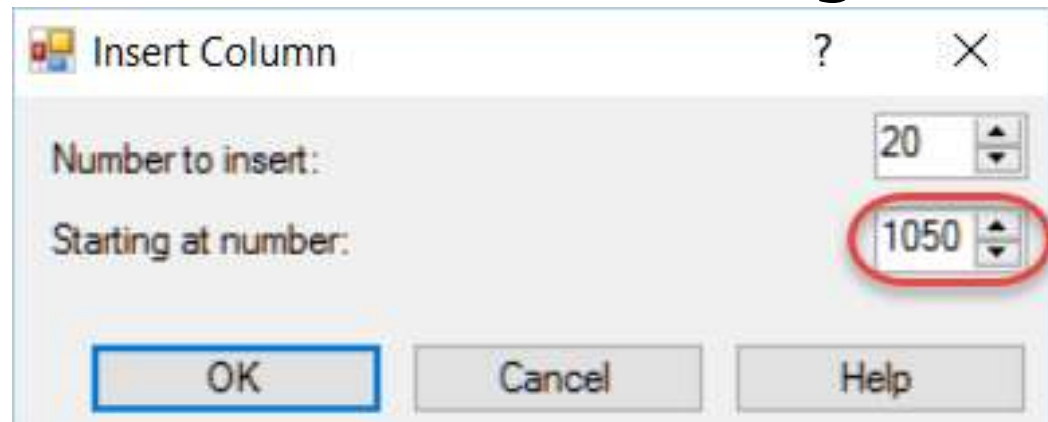 Insert Column ?
Number to insert: 20
Starting at number: 1050
OK Cancel Help